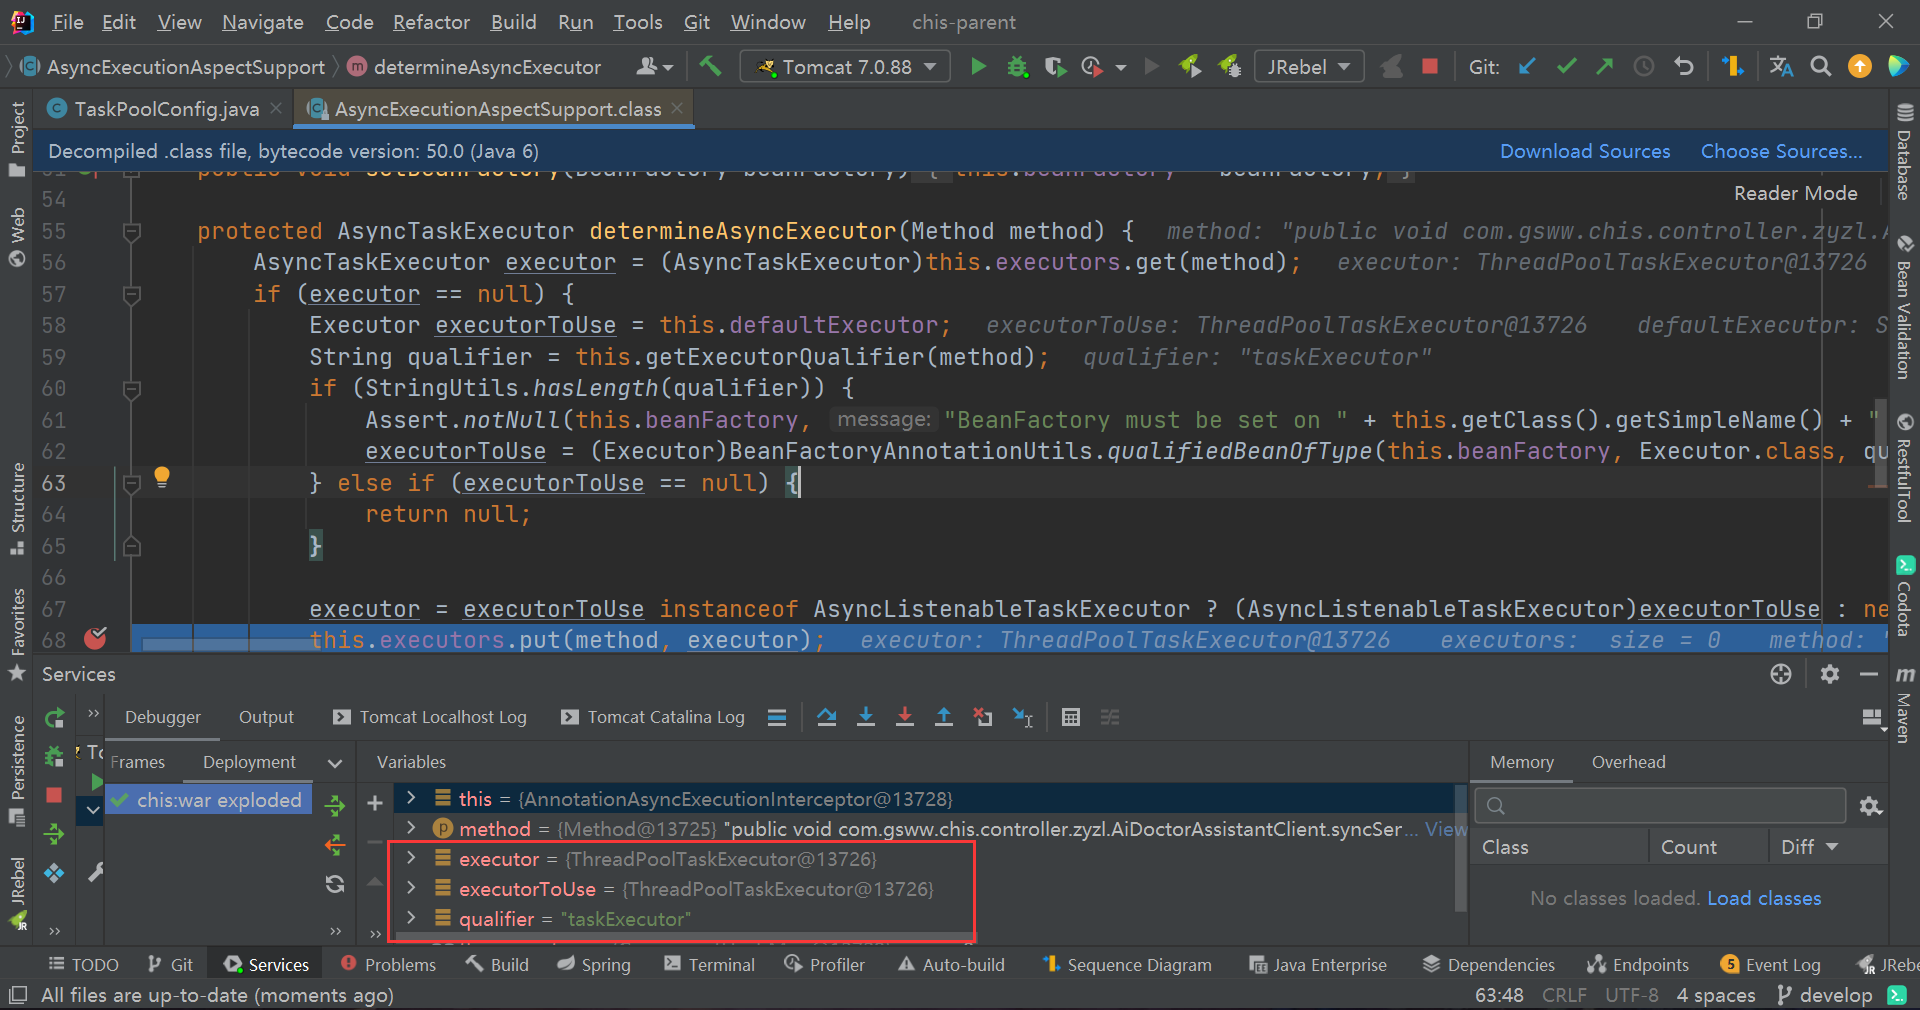 File Edit View Navigate Code Refactor Build Run Tools Git Window Help chis-parent
AsyncExecutionAspectSupport determineAsyncExecutor Tomcat 7.0.88 JRebel Git:
TaskPoolConfig.java AsyncExecutionAspectSupport.class
Decompiled .class file, bytecode version: 50.0 (Java 6) Download Sources Choose Sources...
Reader Mode
54
55 protected AsyncTaskExecutor determineAsyncExecutor(Method method) { method: "public void com.gsww.chis.controller.zyzl.A
56 AsyncTaskExecutor executor = (AsyncTaskExecutor)this.executors.get(method); executor: ThreadPoolTaskExecutor@13726
57 if (executor == null) {
58 Executor executorToUse = this.defaultExecutor; executorToUse: ThreadPoolTaskExecutor@13726 defaultExecutor: S
59 String qualifier = this.getExecutorQualifier(method); qualifier: "taskExecutor"
60 if (StringUtils.hasLength(qualifier)) {
61 Assert.notNull(this.beanFactory, message: "BeanFactory must be set on " + this.getClass().getSimpleName() + "
62 executorToUse = (Executor)BeanFactoryAnnotationUtils.qualifiedBeanOfType(this.beanFactory, Executor.class, qu
63 } else if (executorToUse == null) {
64 return null;
65 }
66
67 executor = executorToUse instanceof AsyncListenableTaskExecutor ? (AsyncListenableTaskExecutor)executorToUse : ne
68 this.executors.put(method, executor); executor: ThreadPoolTaskExecutor@13726 executors: size = 0 method: "
Project
Web
Structure
Favorites
Persistence
JRebel
Database
Bean Validation
RestfulTool
Codota
Maven
Services
Debugger Output Tomcat Localhost Log Tomcat Catalina Log
Frames Deployment Variables Memory Overhead
chis:war exploded
this = {AnnotationAsyncExecutionInterceptor@13728}
method = {Method@13725} "public void com.gsww.chis.controller.zyzl.AiDoctorAssistantClient.syncSer... View
executor = {ThreadPoolTaskExecutor@13726}
executorToUse = {ThreadPoolTaskExecutor@13726}
qualifier = "taskExecutor"
Class Count Diff
No classes loaded. Load classes
TODO Git Services Problems Build Spring Terminal Profiler Auto-build Sequence Diagram Java Enterprise Dependencies Endpoints 5 Event Log JRebe
All files are up-to-date (moments ago) 63:48 CRLF UTF-8 4 spaces develop